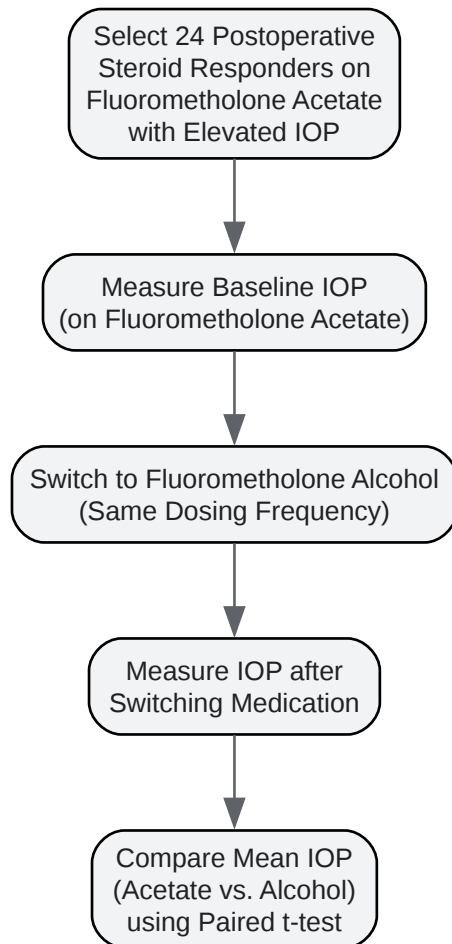 Select 24 Postoperative
Steroid Responders on
Fluorometholone Acetate
with Elevated IOP
Measure Baseline IOP
(on Fluorometholone Acetate)
Switch to Fluorometholone Alcohol
(Same Dosing Frequency)
Measure IOP after
Switching Medication
Compare Mean IOP
(Acetate vs. Alcohol)
using Paired t-test